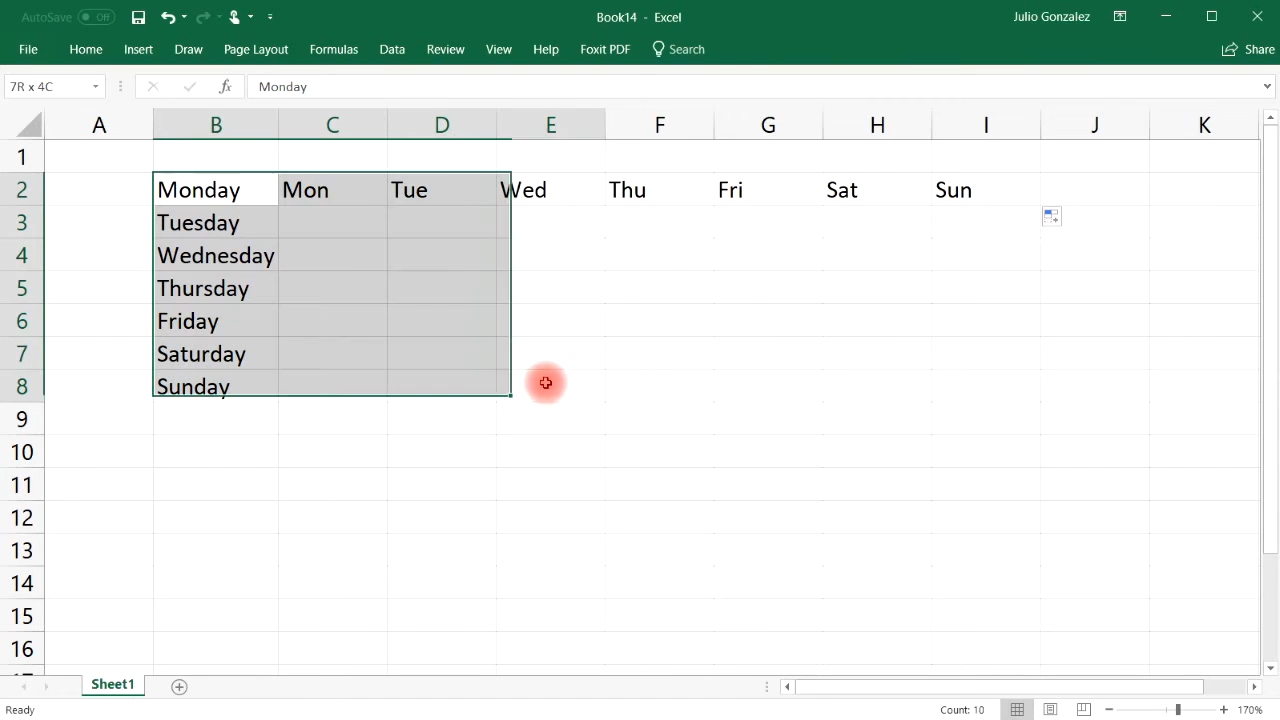 AutoSave Off Book14 - Excel Julio Gonzalez
File Home Insert Draw Page Layout Formulas Data Review View Help Foxit PDF Search Share
7R x 4C fx Monday
A B C D E F G H I J K
1
2 Monday Mon Tue Wed Thu Fri Sat Sun
3 Tuesday
4 Wednesday
5 Thursday
6 Friday
7 Saturday
8 Sunday
9
10
11
12
13
14
15
16
Sheet1
Ready Count: 10 170%